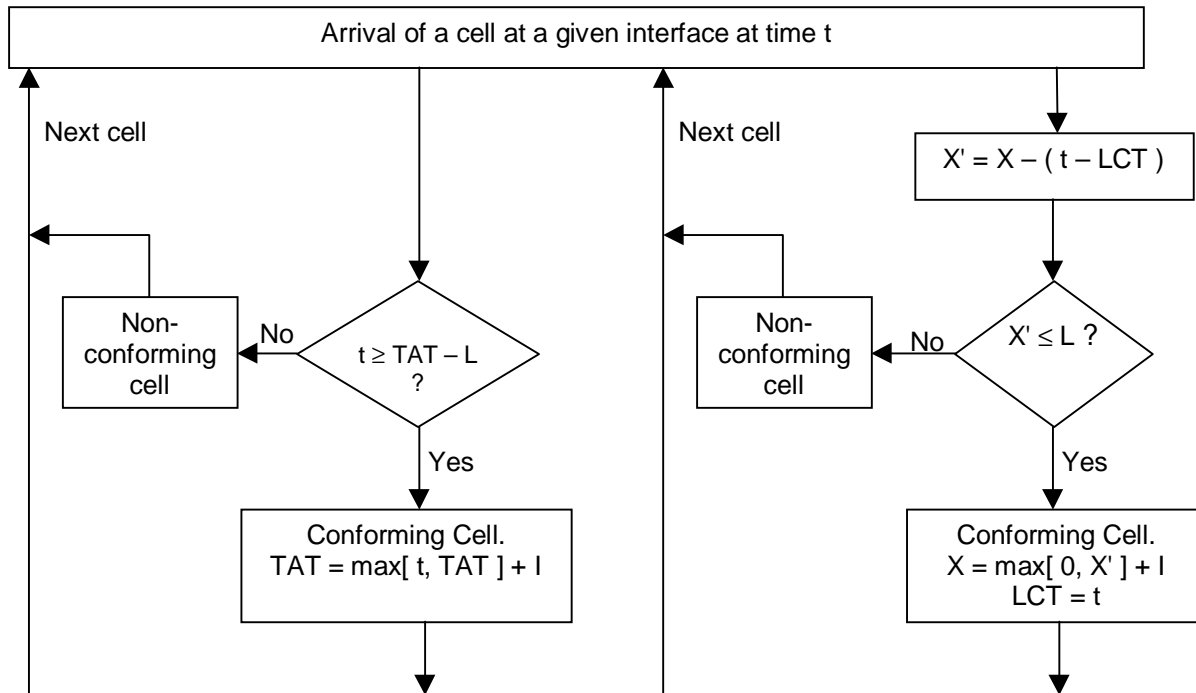 Arrival of a cell at a given interface at time t
Next cell
Non-
conforming
cell
No
t ≥ TAT – L
?
Yes
Conforming Cell.
TAT = max[ t, TAT ] + I
Next cell
X' = X – ( t – LCT )
Non-
conforming
cell
No
X' ≤ L ?
Yes
Conforming Cell.
X = max[ 0, X' ] + I
LCT = t